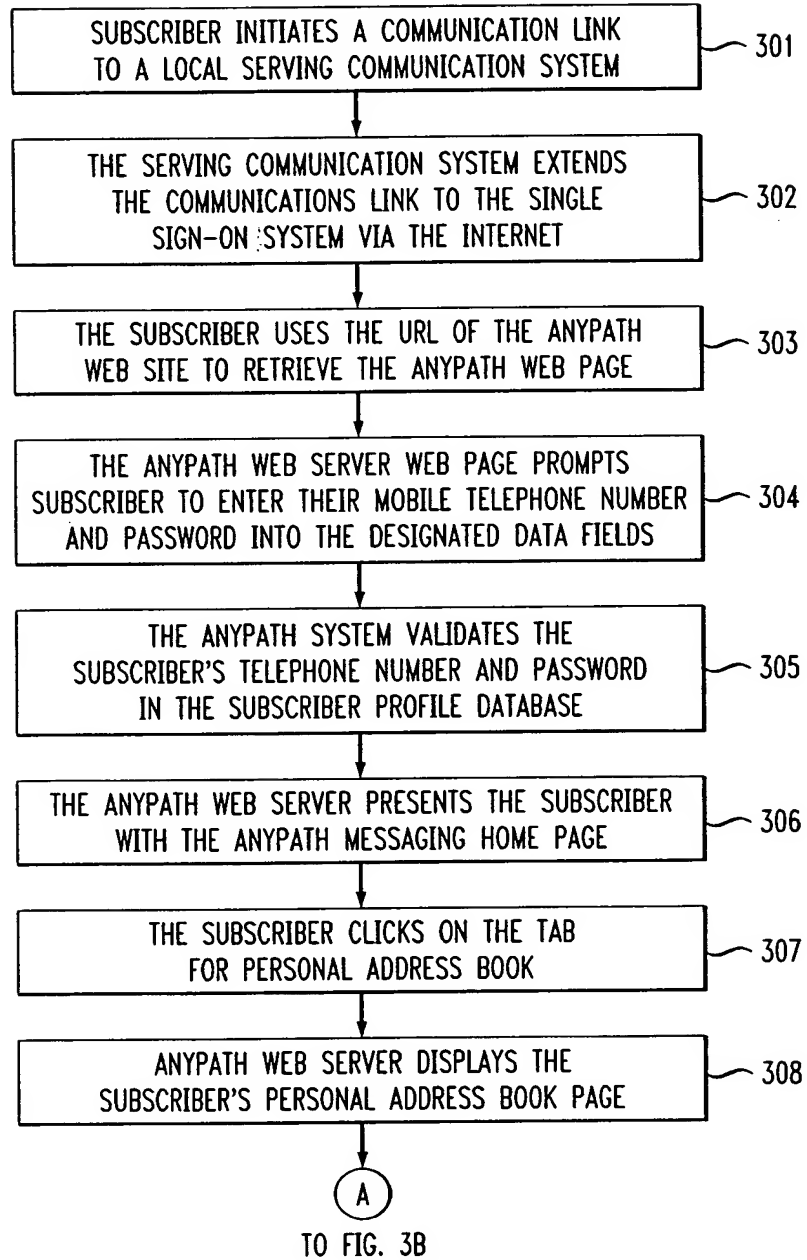 SUBSCRIBER INITIATES A COMMUNICATION LINK
TO A LOCAL SERVING COMMUNICATION SYSTEM
301
THE SERVING COMMUNICATION SYSTEM EXTENDS
THE COMMUNICATIONS LINK TO THE SINGLE
SIGN-ON SYSTEM VIA THE INTERNET
302
THE SUBSCRIBER USES THE URL OF THE ANYPATH
WEB SITE TO RETRIEVE THE ANYPATH WEB PAGE
303
THE ANYPATH WEB SERVER WEB PAGE PROMPTS
SUBSCRIBER TO ENTER THEIR MOBILE TELEPHONE NUMBER
AND PASSWORD INTO THE DESIGNATED DATA FIELDS
304
THE ANYPATH SYSTEM VALIDATES THE
SUBSCRIBER'S TELEPHONE NUMBER AND PASSWORD
IN THE SUBSCRIBER PROFILE DATABASE
305
THE ANYPATH WEB SERVER PRESENTS THE SUBSCRIBER
WITH THE ANYPATH MESSAGING HOME PAGE
306
THE SUBSCRIBER CLICKS ON THE TAB
FOR PERSONAL ADDRESS BOOK
307
ANYPATH WEB SERVER DISPLAYS THE
SUBSCRIBER'S PERSONAL ADDRESS BOOK PAGE
308
A
TO FIG. 3B